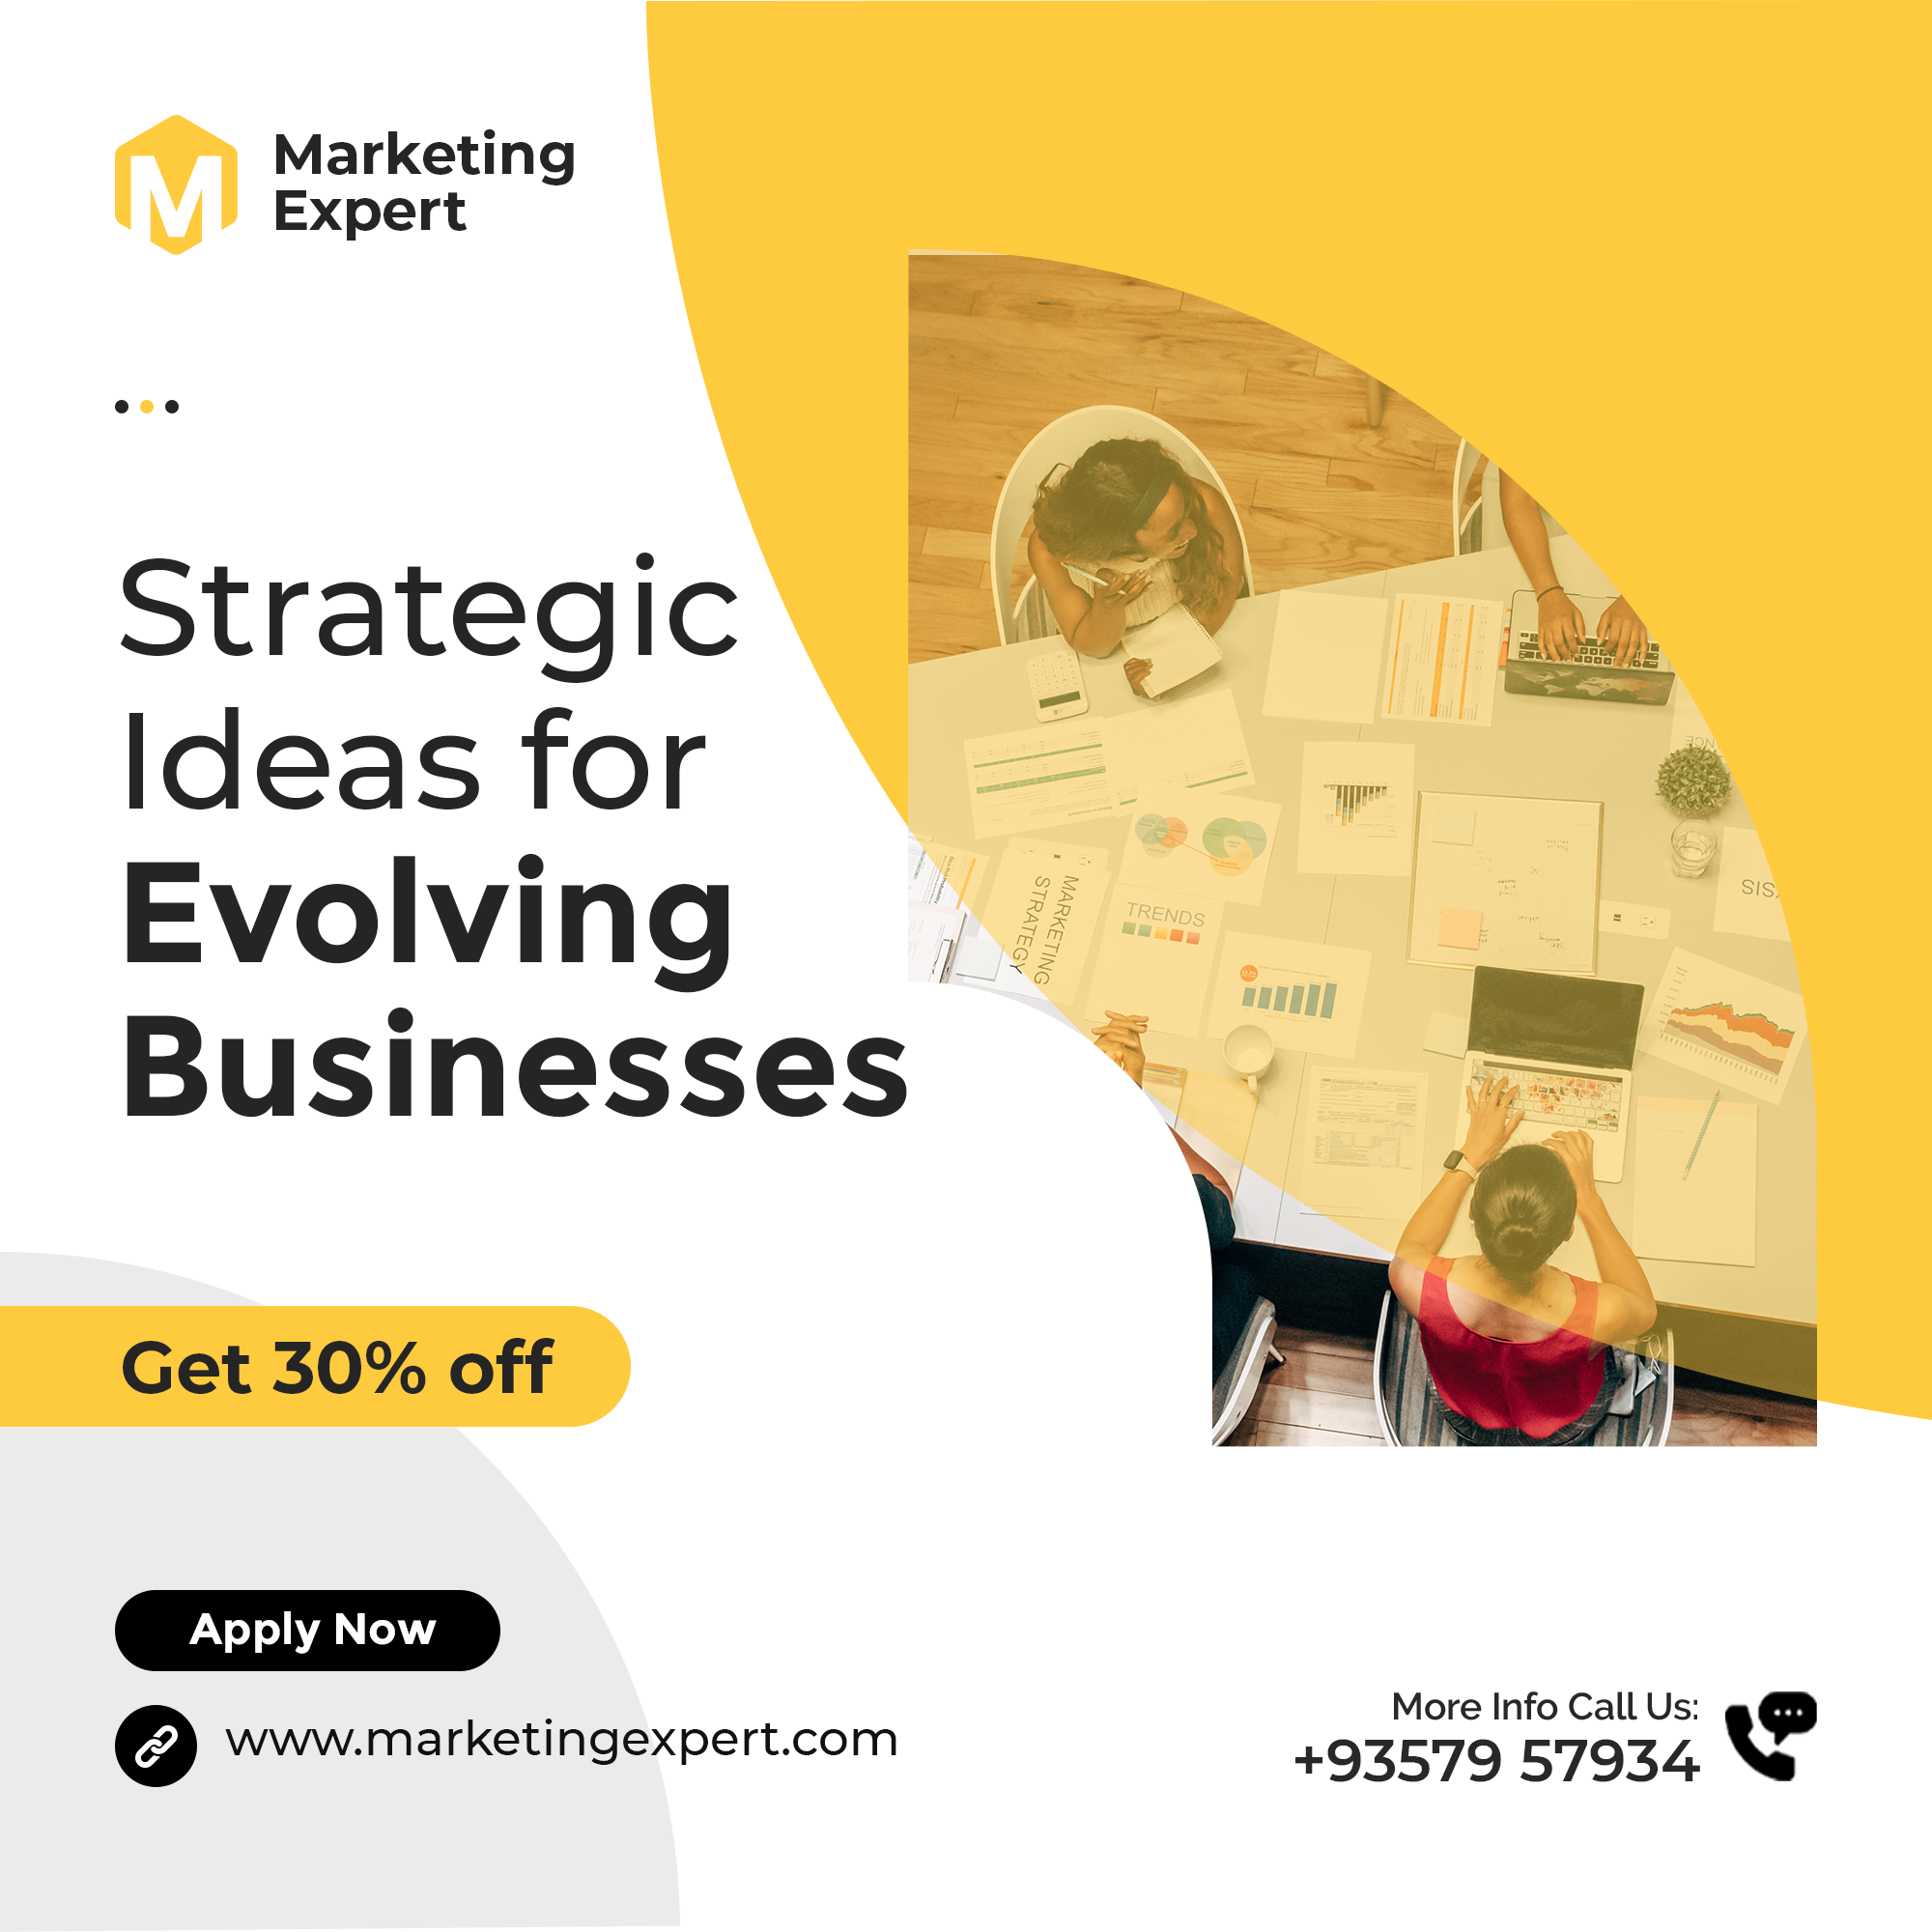 Marketing
Expert
Strategic
Ideas for
Evolving
Businesses
Get 30% off
Apply Now
www.marketingexpert.com
More Info Call Us:
+93579 57934
MARKETING
STRATEGY
TRENDS